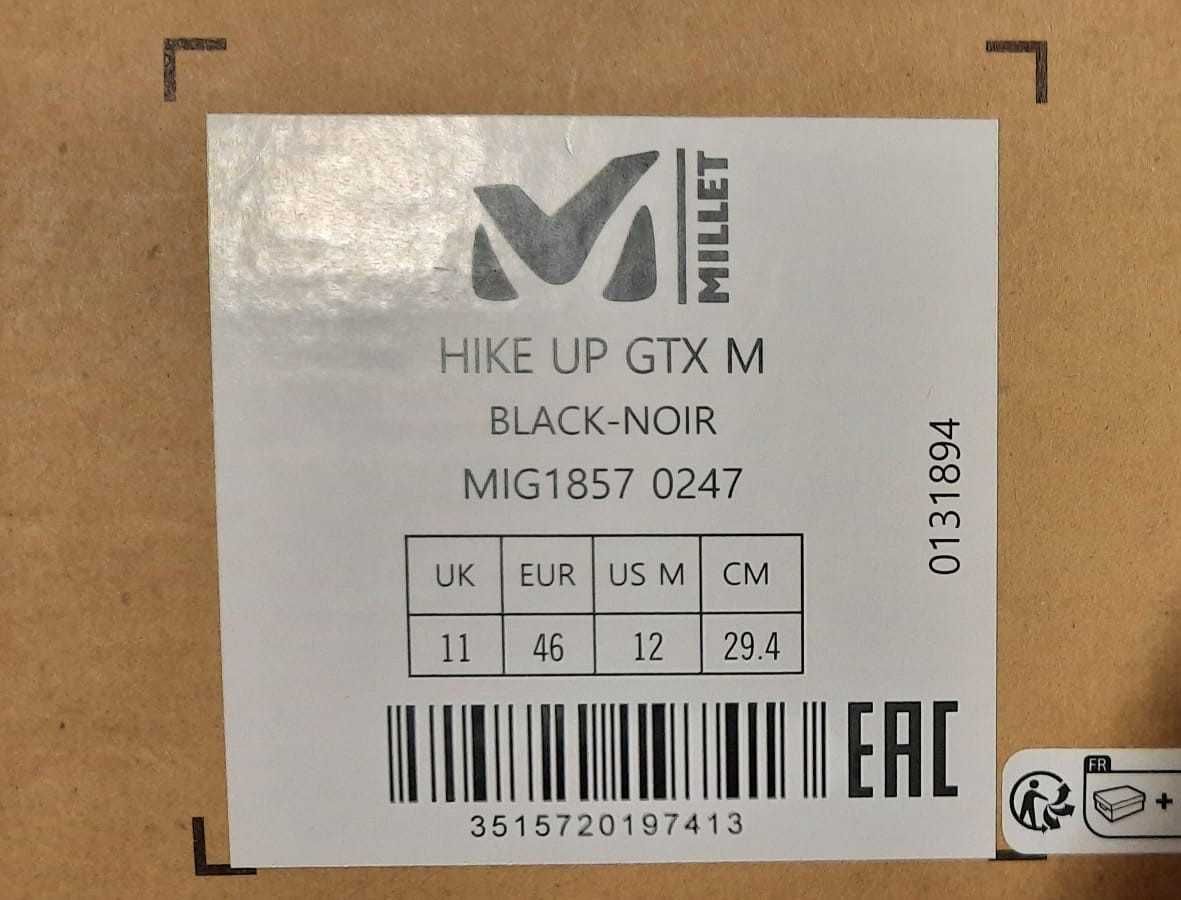 MILLET
HIKE UP GTX M
BLACK-NOIR
MIG1857 0247
0131894
UK EUR US M CM
11 46 12 29.4
EAC
3515720197413
FR
+